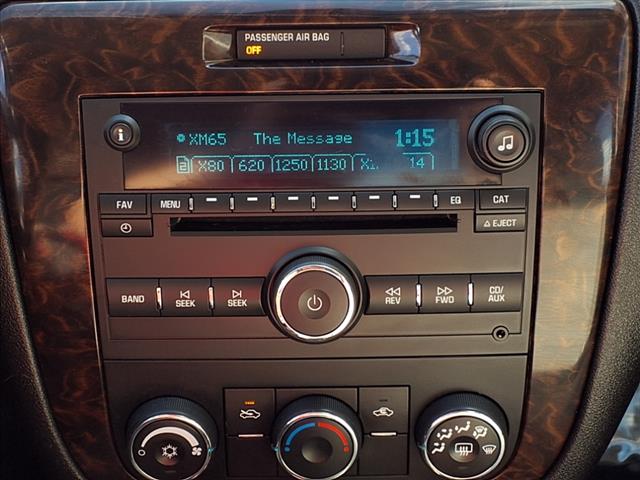 PASSENGER AIR BAG
OFF
XM65 The Message 1:15
X80 620 1250 1130
FAV MENU EQ CAT
EJECT
BAND SEEK SEEK REV FWD CD/
AUX